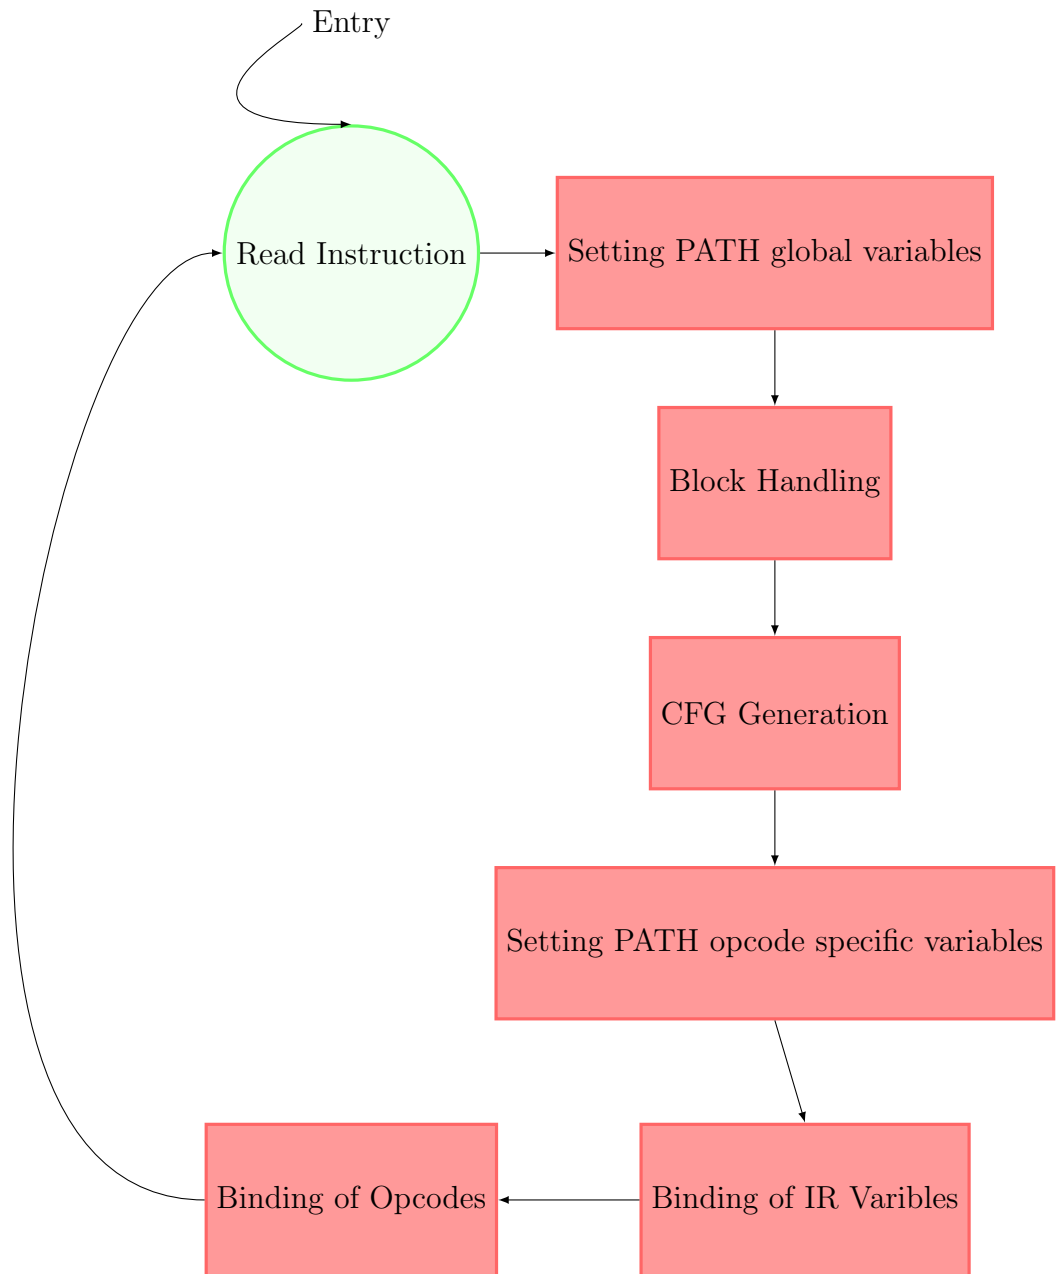 Entry
Read Instruction
Setting PATH global variables
Block Handling
CFG Generation
Setting PATH opcode specific variables
Binding of Opcodes
Binding of IR Varibles